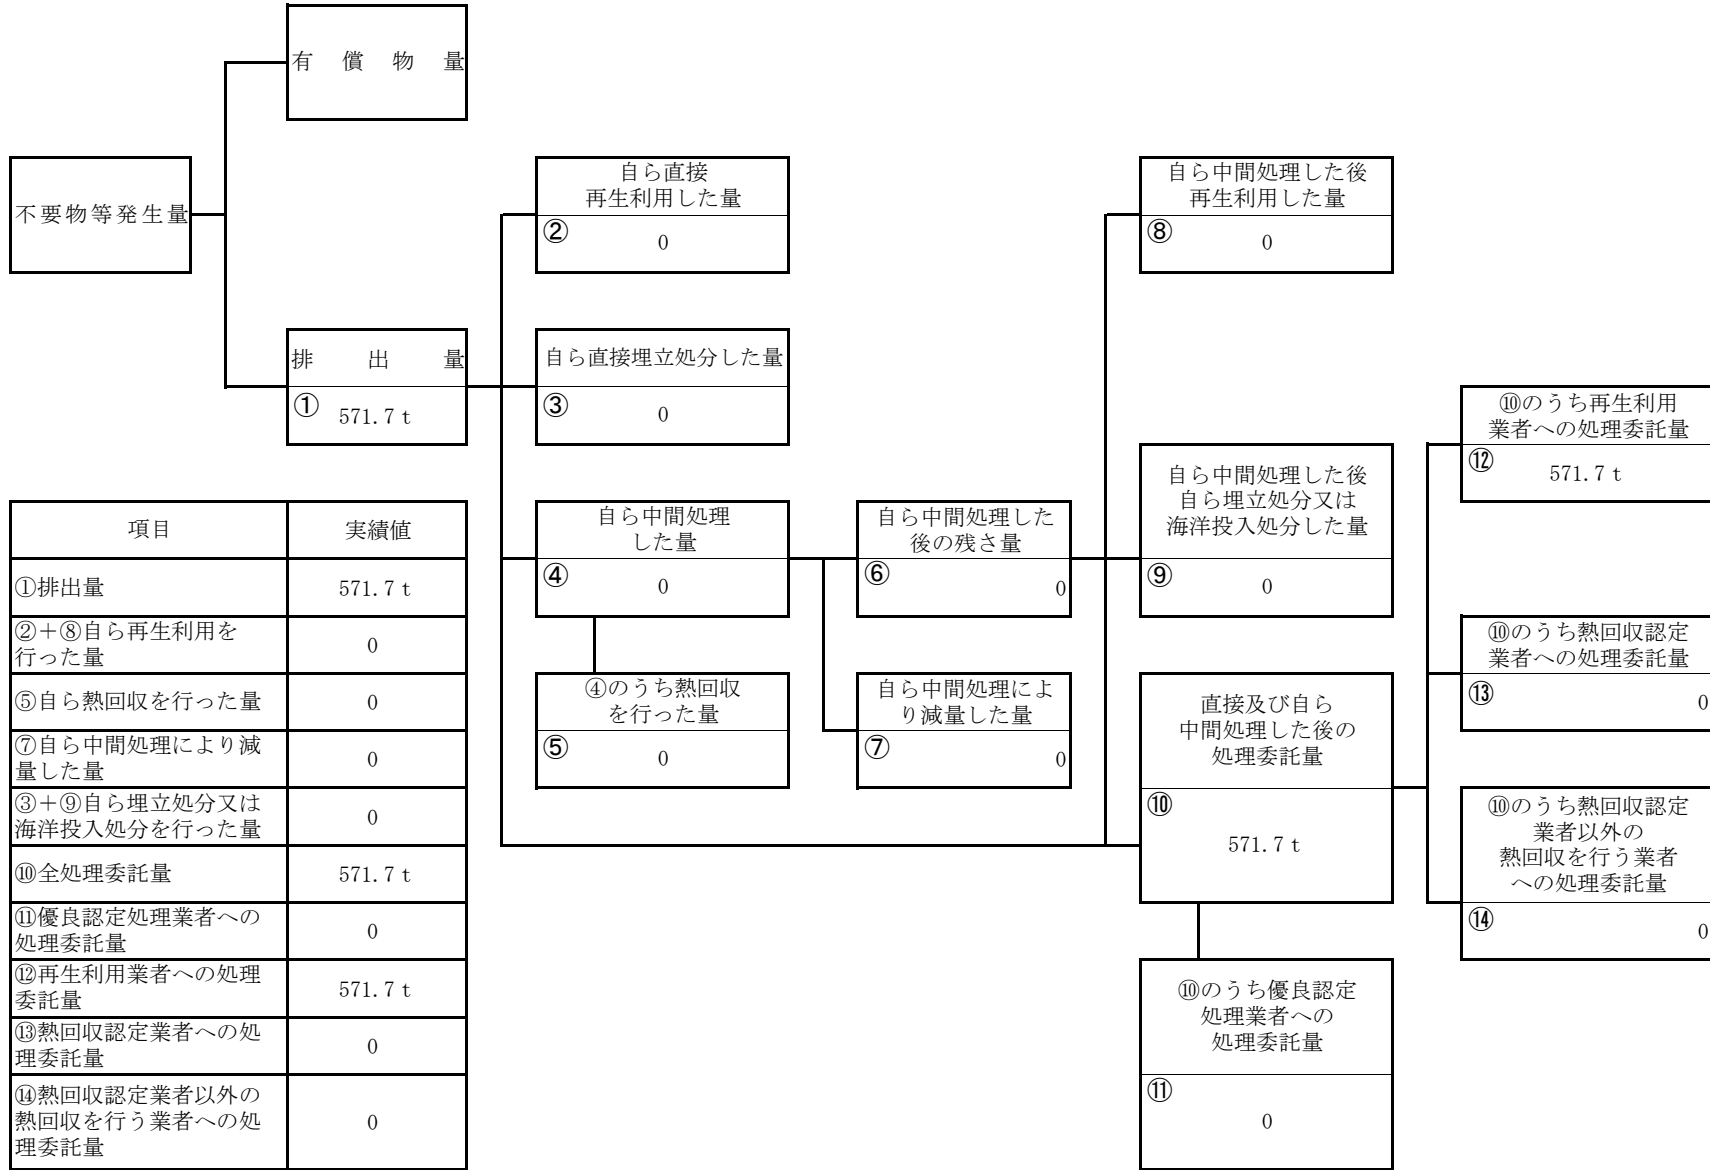 有償物量
不要物等発生量
排出量
① 571.7 t
自ら直接
再生利用した量
② 0
自ら直接埋立処分した量
③ 0
自ら中間処理
した量
④ 0
④のうち熱回収
を行った量
⑤ 0
自ら中間処理した
後の残さ量
⑥ 0
自ら中間処理によ
り減量した量
⑦ 0
自ら中間処理した後
再生利用した量
⑧ 0
自ら中間処理した後
自ら埋立処分又は
海洋投入処分した量
⑨ 0
直接及び自ら
中間処理した後の
処理委託量
⑩
571.7 t
⑩のうち優良認定
処理業者への
処理委託量
⑪
0
⑩のうち再生利用
業者への処理委託量
⑫ 571.7 t
⑩のうち熱回収認定
業者への処理委託量
⑬ 0
⑩のうち熱回収認定
業者以外の
熱回収を行う業者
への処理委託量
⑭ 0
項目 実績値
①排出量 571.7 t
②＋⑧自ら再生利用を
行った量 0
⑤自ら熱回収を行った量 0
⑦自ら中間処理により減
量した量 0
③＋⑨自ら埋立処分又は
海洋投入処分を行った量 0
⑩全処理委託量 571.7 t
⑪優良認定処理業者への
処理委託量 0
⑫再生利用業者への処理
委託量 571.7 t
⑬熱回収認定業者への処
理委託量 0
⑭熱回収認定業者以外の
熱回収を行う業者への処 0
理委託量